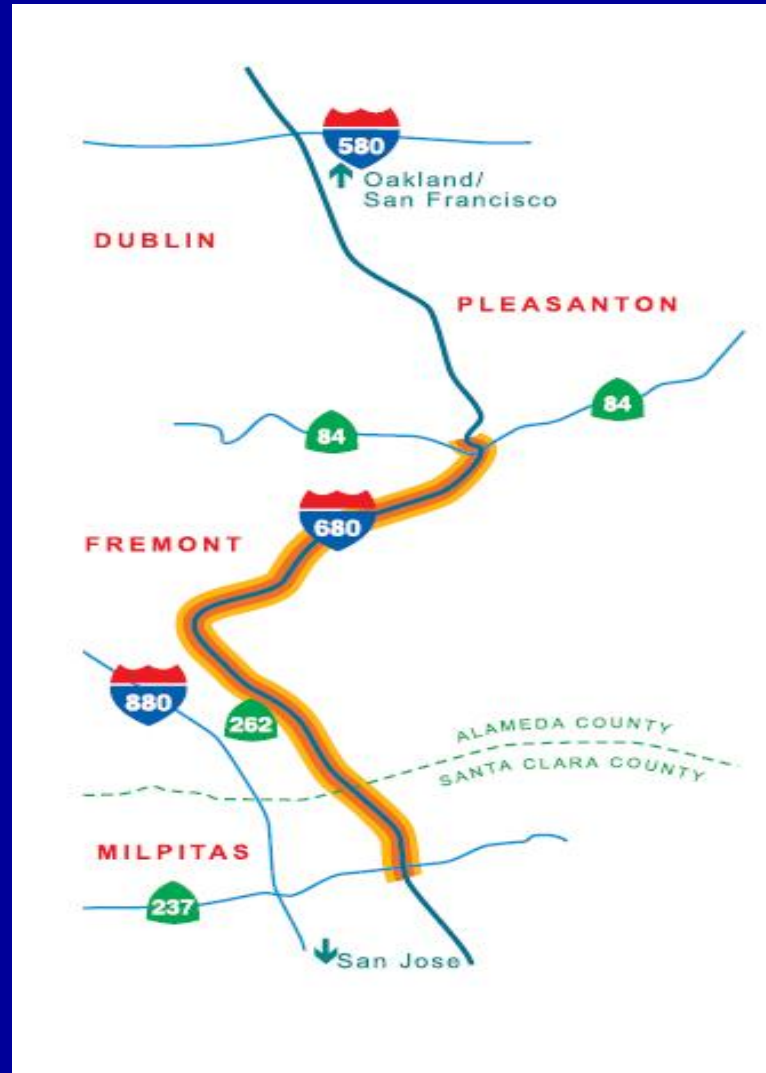 580
Oakland/
San Francisco
DUBLIN
PLEASANTON
84
84
680
FREMONT
880
262
ALAMEDA COUNTY
SANTA CLARA COUNTY
MILPITAS
237
San Jose